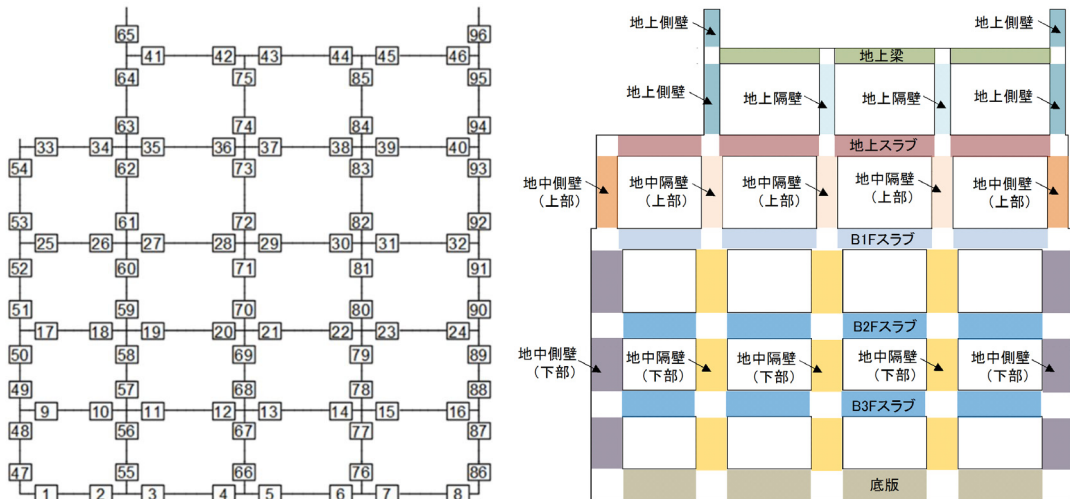 65 96
41 42 43 44 45 46
64 75 85 95
63 74 84 94
33 34 35 36 37 38 39 40
54 62 73 83 93
53 61 72 82 92
25 26 27 28 29 30 31 32
52 60 71 81 91
51 59 70 80 90
17 18 19 20 21 22 23 24
50 58 69 79 89
49 57 68 78 88
9 10 11 12 13 14 15 16
48 56 67 77 87
47 55 66 76 86
1 2 3 4 5 6 7 8
地上側壁
地上側壁
地上梁
地上側壁
地上隔壁
地上隔壁
地上側壁
地上スラブ
地中側壁
(上部)
地中隔壁
(上部)
地中隔壁
(上部)
地中隔壁
(上部)
地中側壁
(上部)
B1Fスラブ
B2Fスラブ
地中側壁
(下部)
地中隔壁
(下部)
地中隔壁
(下部)
地中隔壁
(下部)
地中側壁
(下部)
B3Fスラブ
底版